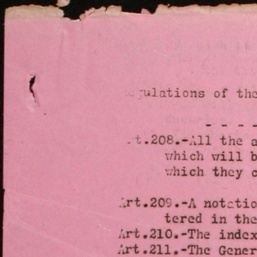 gulations of the
- - - -
rt.208.-All the a
which will b
which they c
Art.209.-A notatio
tered in the
Art.210.-The index
Art.211.-The Gener